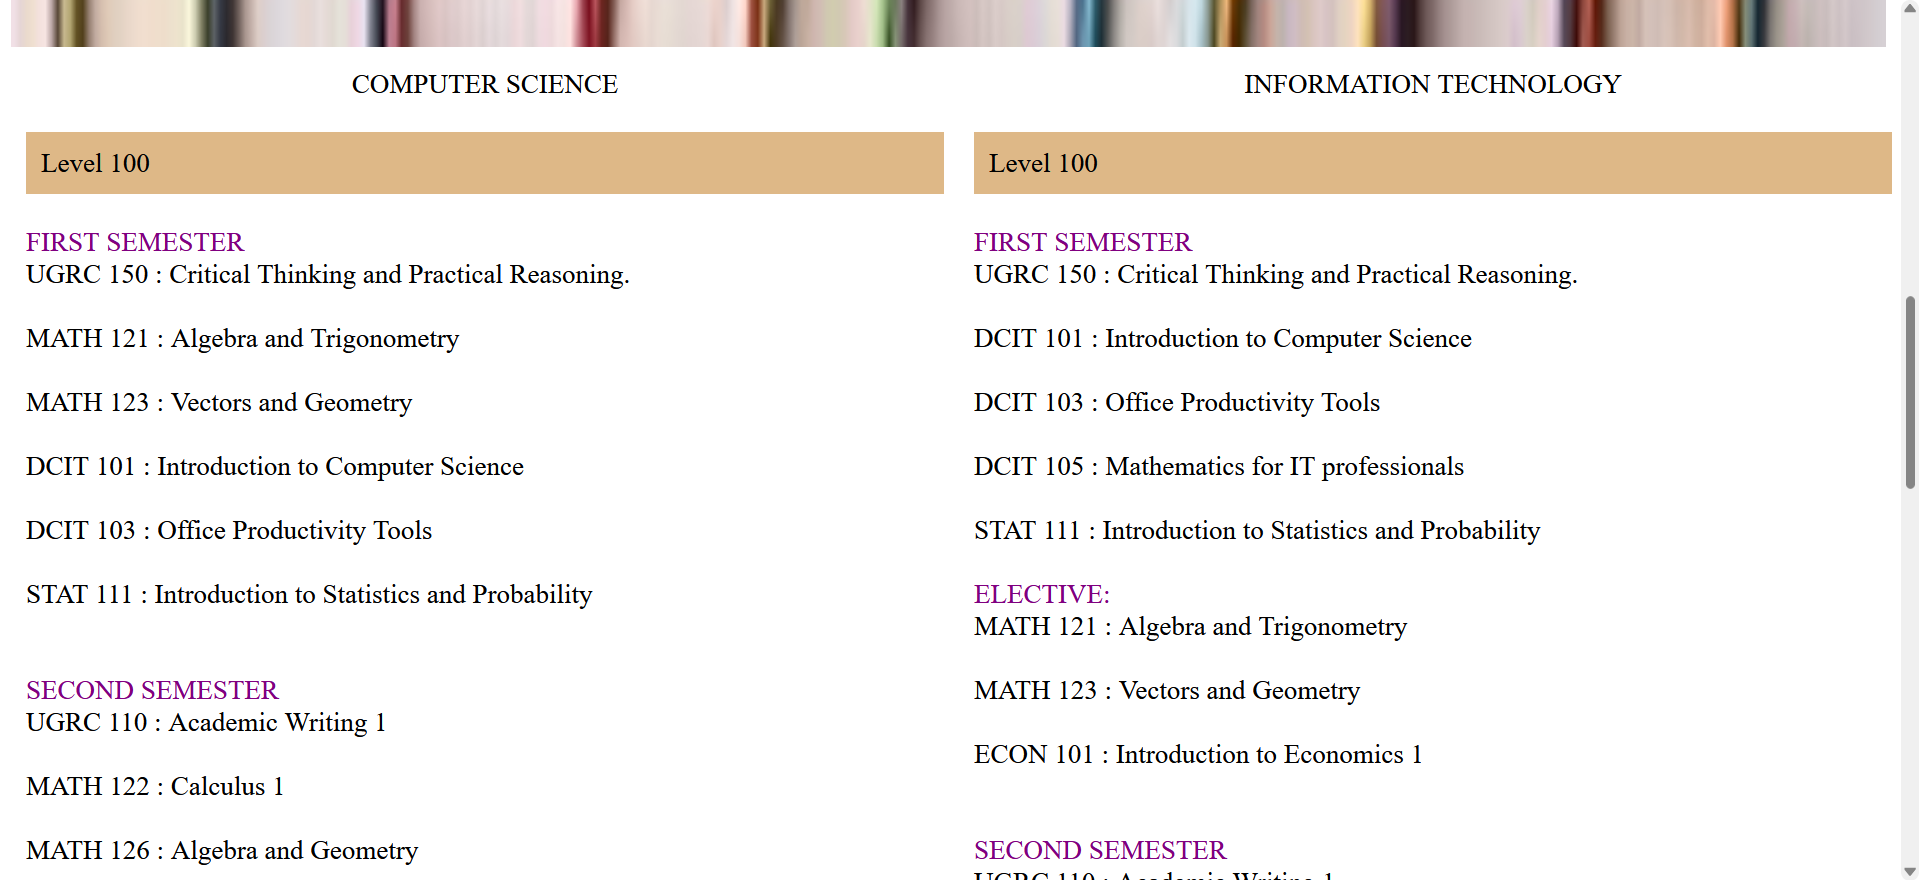 COMPUTER SCIENCE
Level 100
FIRST SEMESTER
UGRC 150 : Critical Thinking and Practical Reasoning.
MATH 121 : Algebra and Trigonometry
MATH 123 : Vectors and Geometry
DCIT 101 : Introduction to Computer Science
DCIT 103 : Office Productivity Tools
STAT 111 : Introduction to Statistics and Probability
SECOND SEMESTER
UGRC 110 : Academic Writing 1
MATH 122 : Calculus 1
MATH 126 : Algebra and Geometry
INFORMATION TECHNOLOGY
Level 100
FIRST SEMESTER
UGRC 150 : Critical Thinking and Practical Reasoning.
DCIT 101 : Introduction to Computer Science
DCIT 103 : Office Productivity Tools
DCIT 105 : Mathematics for IT professionals
STAT 111 : Introduction to Statistics and Probability
ELECTIVE:
MATH 121 : Algebra and Trigonometry
MATH 123 : Vectors and Geometry
ECON 101 : Introduction to Economics 1
SECOND SEMESTER
UGRC 110 : Academic Writing 1